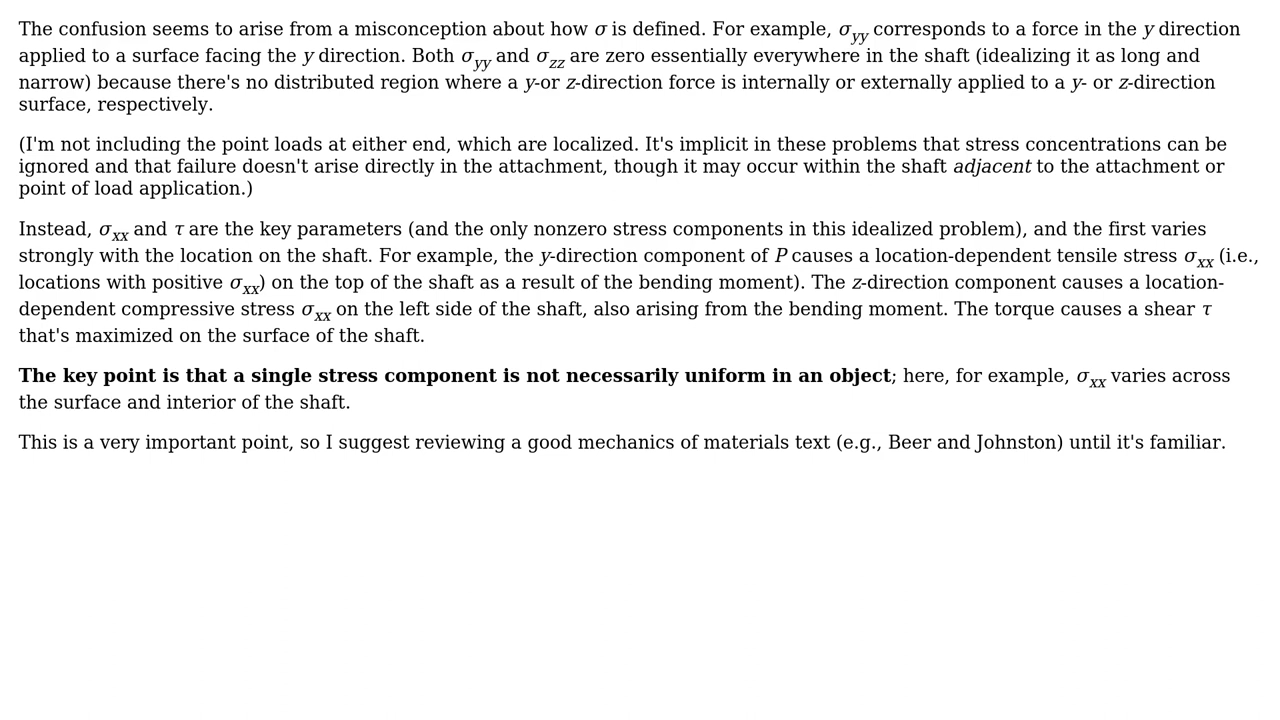 The confusion seems to arise from a misconception about how σ is defined. For example, σyy corresponds to a force in the y direction
applied to a surface facing the y direction. Both σyy and σzz are zero essentially everywhere in the shaft (idealizing it as long and
narrow) because there's no distributed region where a y-or z-direction force is internally or externally applied to a y- or z-direction
surface, respectively.
(I'm not including the point loads at either end, which are localized. It's implicit in these problems that stress concentrations can be
ignored and that failure doesn't arise directly in the attachment, though it may occur within the shaft adjacent to the attachment or
point of load application.)
Instead, σxx and τ are the key parameters (and the only nonzero stress components in this idealized problem), and the first varies
strongly with the location on the shaft. For example, the y-direction component of P causes a location-dependent tensile stress σxx (i.e.,
locations with positive σxx) on the top of the shaft as a result of the bending moment). The z-direction component causes a location-
dependent compressive stress σxx on the left side of the shaft, also arising from the bending moment. The torque causes a shear τ
that's maximized on the surface of the shaft.
The key point is that a single stress component is not necessarily uniform in an object; here, for example, σxx varies across
the surface and interior of the shaft.
This is a very important point, so I suggest reviewing a good mechanics of materials text (e.g., Beer and Johnston) until it's familiar.